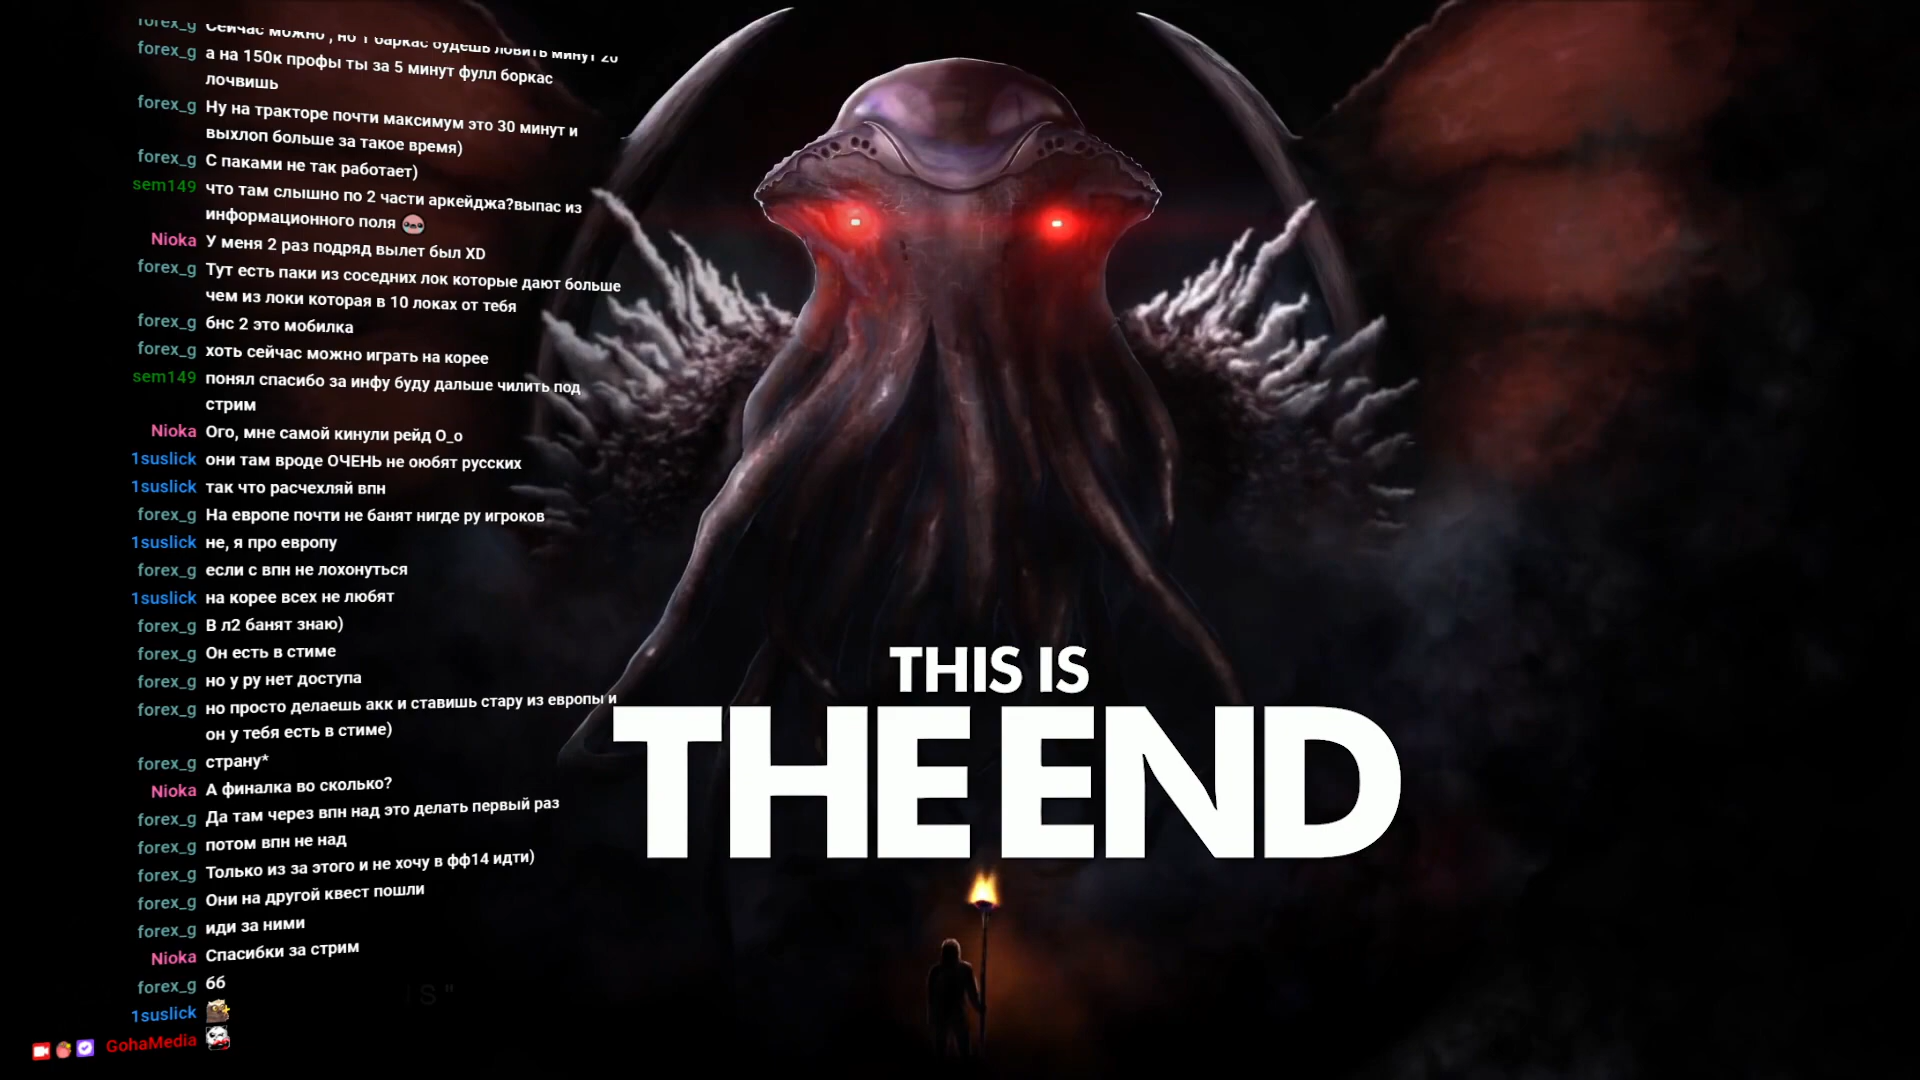 forex_g Сейчас можно , но 1 баркас будешь ловить минут 20
forex_g а на 150к профы ты за 5 минут фулл боркас
лочвишь
forex_g Ну на тракторе почти максимум это 30 минут и
выхлоп больше за такое время)
forex_g С паками не так работает)
sem149 что там слышно по 2 части аркейджа?выпас из
информационного поля
Nioka У меня 2 раз подряд вылет был XD
forex_g Тут есть паки из соседних лок которые дают больше
чем из локи которая в 10 локах от тебя
forex_g бнс 2 это мобилка
forex_g хоть сейчас можно играть на корее
sem149 понял спасибо за инфу буду дальше чилить под
стрим
Nioka Ого, мне самой кинули рейд О_о
1suslick они там вроде ОЧЕНЬ не оюбят русских
1suslick так что расчехляй впн
forex_g На европе почти не банят нигде ру игроков
1suslick не, я про европу
forex_g если с впн не лохонуться
1suslick на корее всех не любят
forex_g В л2 банят знаю)
forex_g Он есть в стиме
forex_g но у ру нет доступа
forex_g но просто делаешь акк и ставишь стару из европы и
он у тебя есть в стиме)
forex_g страну*
Nioka А финалка во сколько?
forex_g Да там через впн над это делать первый раз
forex_g потом впн не над
forex_g Только из за этого и не хочу в фф14 идти)
forex_g Они на другой квест пошли
forex_g иди за ними
Nioka Спасибки за стрим
forex_g бб
1suslick
GohaMedia
THIS IS
THE END